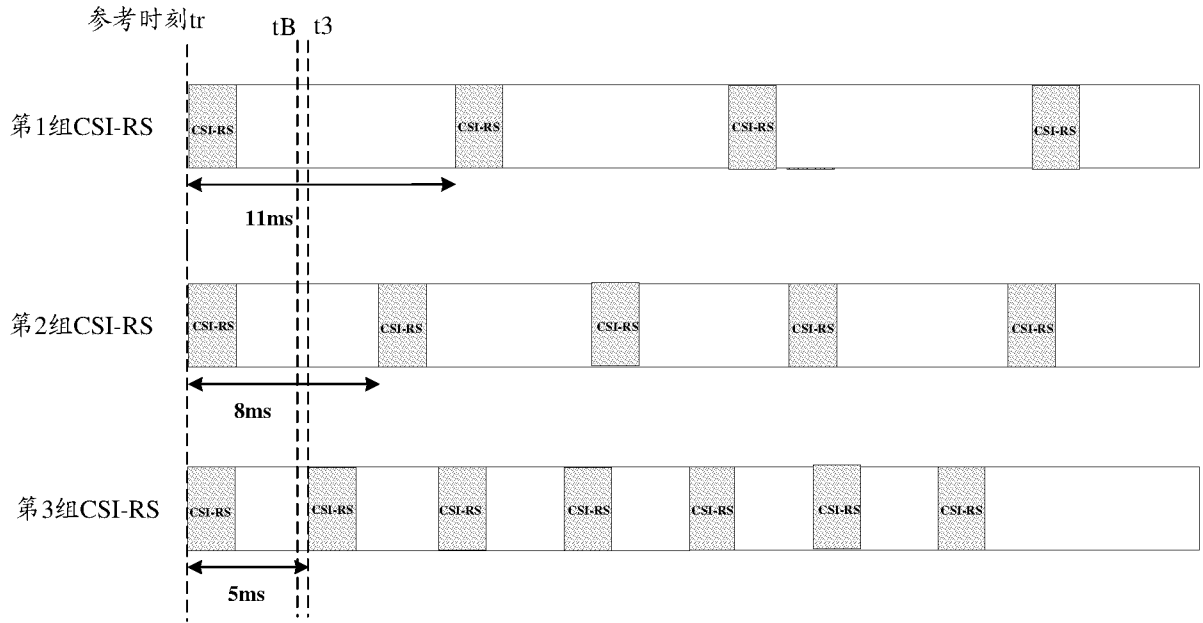 参考时刻tr
tB t3
第1组CSI-RS
CSI-RS CSI-RS CSI-RS CSI-RS
11ms
第2组CSI-RS
CSI-RS CSI-RS CSI-RS CSI-RS CSI-RS
8ms
第3组CSI-RS
CSI-RS CSI-RS CSI-RS CSI-RS CSI-RS CSI-RS CSI-RS
5ms